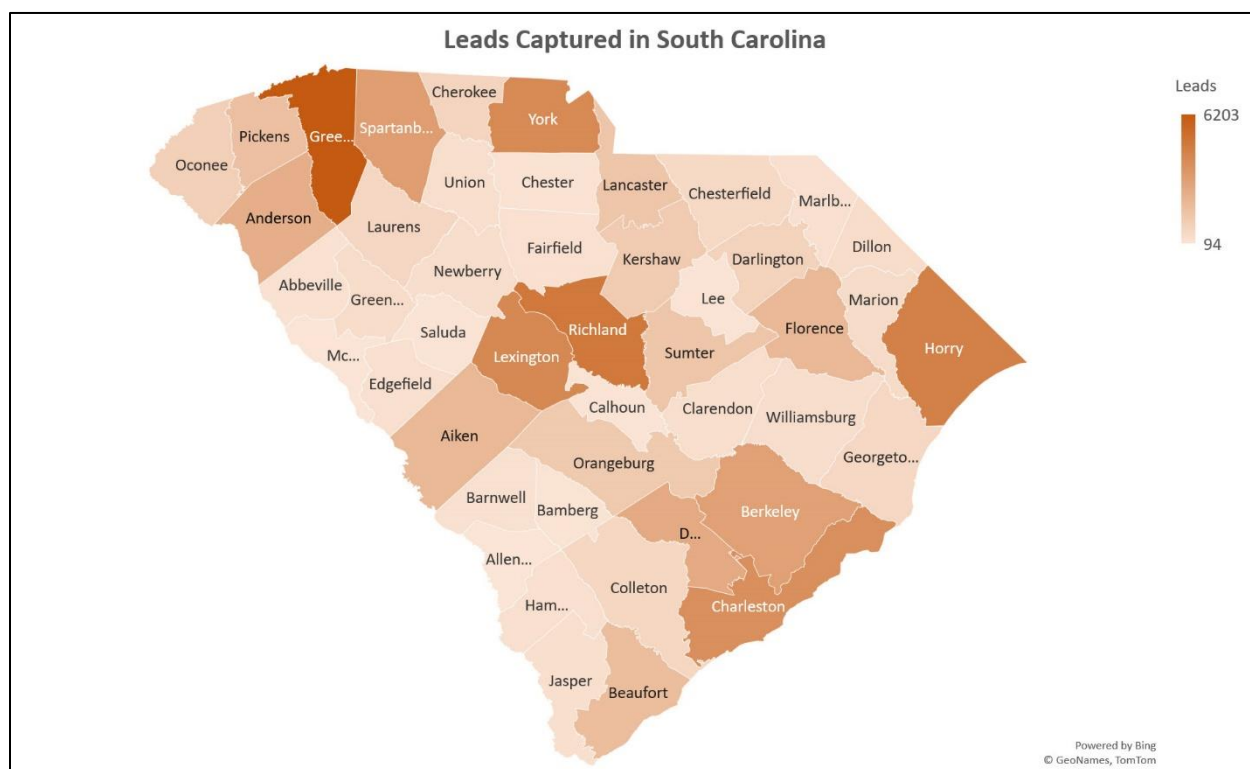 Leads Captured in South Carolina
Leads
6203
94
Cherokee
York
Pickens
Gree ...
Spartanb ...
Oconee
Union
Chester
Lancaster
Chesterfield
Marlb ...
Anderson
Laurens
Fairfield
Kershaw
Darlington
Dillon
Newberry
Abbeville
Green ...
Lee
Marion
Saluda
Richland
Florence
Mc ...
Lexington
Sumter
Horry
Edgefield
Calhoun
Clarendon
Williamsburg
Aiken
Orangeburg
Georgeto ...
Barnwell
Bamberg
Berkeley
D ...
Allen ...
Colleton
Ham ...
Charleston
Jasper
Beaufort
Powered by Bing
© GeoNames, TomTom